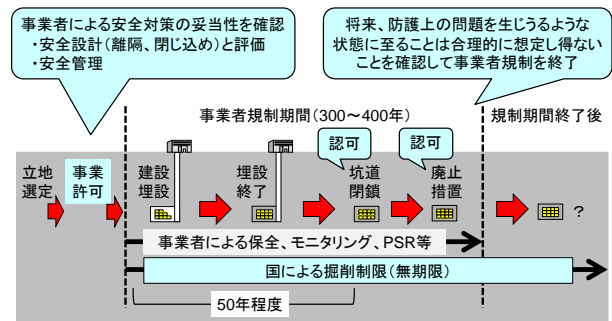 事業者による安全対策の妥当性を確認
・安全設計(離隔、閉じ込め)と評価
・安全管理
将来、防護上の問題を生じうるような
状態に至ることは合理的に想定し得ない
ことを確認して事業者規制を終了
事業者規制期間(300~400年)
規制期間終了後
認可
認可
立地
選定
事業
許可
建設
埋設
埋設
終了
坑道
閉鎖
廃止
措置
?
事業者による保全、モニタリング、PSR等
国による掘削制限(無期限)
50年程度